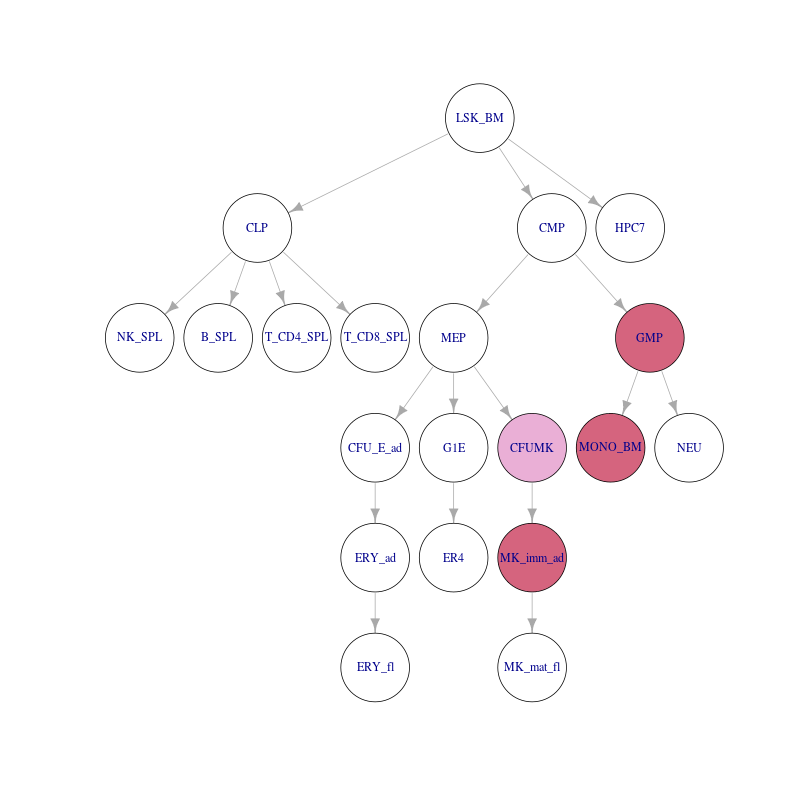 LSK_BM
CLP
CMP
HPC7
NK_SPL
B_SPL
T_CD4_SPL
T_CD8_SPL
MEP
GMP
CFU_E_ad
G1E
CFUMK
MONO_BM
NEU
ERY_ad
ER4
MK_imm_ad
ERY_fl
MK_mat_fl